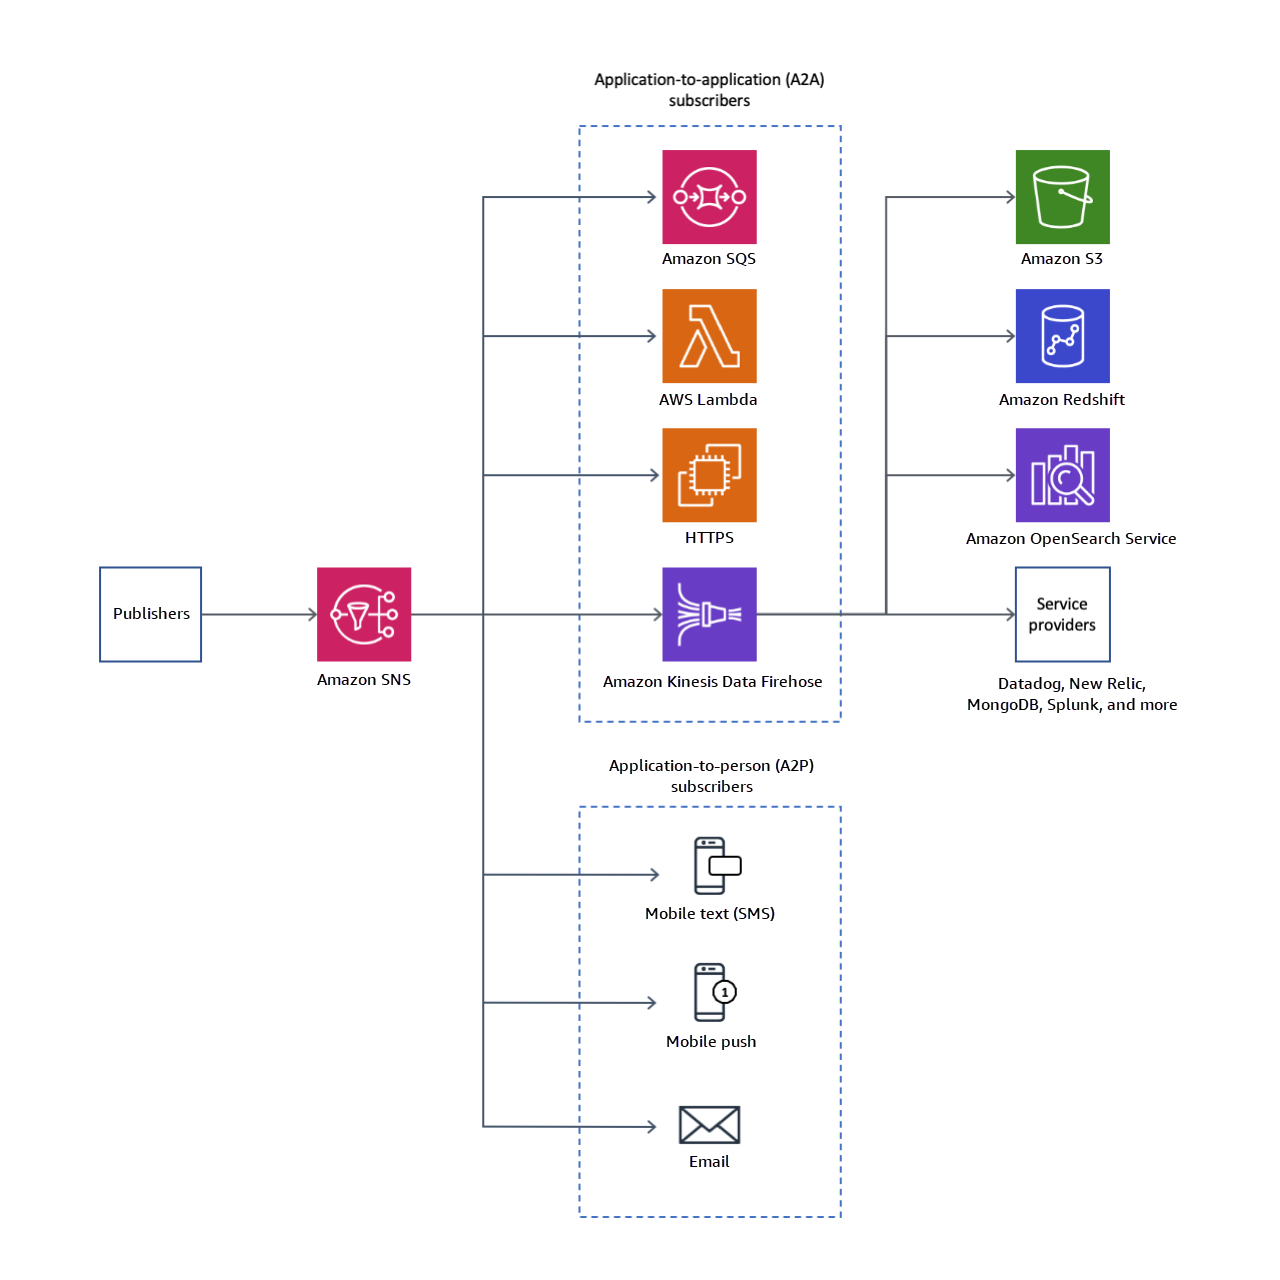 Application-to-application (A2A)
subscribers
Amazon SQS
Amazon S3
AWS Lambda
Amazon Redshift
HTTPS
Amazon OpenSearch Service
Publishers
Amazon SNS
Amazon Kinesis Data Firehose
Service
providers
Datadog, New Relic,
MongoDB, Splunk, and more
Application-to-person (A2P)
subscribers
Mobile text (SMS)
1
Mobile push
Email